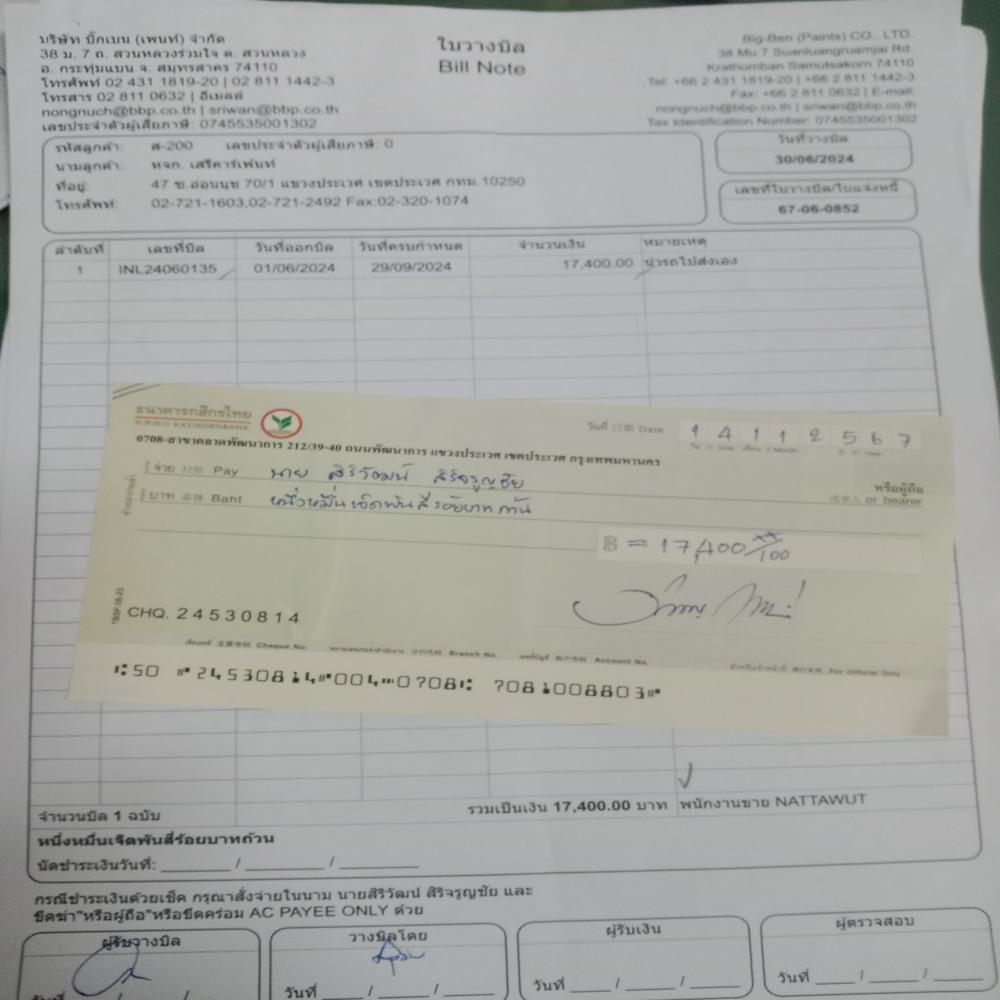 บริษัท บิ๊กเบน (เพนท์) จำกัด
38 ม. 7 ถ. สวนหลวงร่วมใจ ต. สวนหลวง
อ. กระทุ่มแบน จ. สมุทรสาคร 74110
โทรศัพท์ 02 431 1819-20 | 02 811 1442-3
โทรสาร 02 811 0632 | อีเมลล์
nongnuch@bbp.co.th | sriwan@bbp.co.th
เลขประจำตัวผู้เสียภาษี: 0745535001302
ใบวางบิล
Bill Note
Big-Ben (Paints) CO., LTD.
38 Mu 7 Suanluangruamjai Rd.
Krathumban Samutsakorn 74110
Tel: +66 2 431 1819-20 | +66 2 811 1442-3
Fax: +66 2 811 0632 | E-mail:
nongnuch@bbp.co.th | sriwan@bbp.co.th
Tax Identification Number: 0745535001302
รหัสลูกค้า: ส-200 เลขประจำตัวผู้เสียภาษี: 0
นามลูกค้า: หจก. เสรีคาร์เพ้นท์
ที่อยู่: 47 ซ.อ่อนนุช 70/1 แขวงประเวศ เขตประเวศ กทม.10250
โทรศัพท์: 02-721-1603,02-721-2492 Fax:02-320-1074
วันที่วางบิล
30/06/2024
เลขที่ใบวางบิล/ใบแจ้งหนี้
67-06-0852
ลำดับที่ เลขที่บิล วันที่ออกบิล วันที่ครบกำหนด จำนวนเงิน หมายเหตุ
1 INL24060135 01/06/2024 29/09/2024 17,400.00 นำรถไปส่งเอง
ธนาคารกสิกรไทย
KASIKORNBANK
วันที่ Date 14112567
0708-สาขาตลาดพัฒนาการ 212/39-40 ถนนพัฒนาการ แขวงประเวศ เขตประเวศ กรุงเทพมหานคร
จ่าย Pay นาย สิริวัฒน์ สิริจรูญชัย หรือผู้ถือ
or bearer
บาท Baht หนึ่งหมื่นเจ็ดพันสี่ร้อยบาทถ้วน
฿ = 17,400 xx/100
CHQ. 24530814
Cheque No. Branch No. Account No. For Official Only
⑆50 ⑈24530814⑈004⑉0708⑆ 7081008803⑈
จำนวนบิล 1 ฉบับ รวมเป็นเงิน 17,400.00 บาท พนักงานขาย NATTAWUT
หนึ่งหมื่นเจ็ดพันสี่ร้อยบาทถ้วน
นัดชำระเงินวันที่: ______ / ________ / _______
กรณีชำระเงินด้วยเช็ค กรุณาสั่งจ่ายในนาม นายสิริวัฒน์ สิริจรูญชัย และ
ขีดฆ่า"หรือผู้ถือ"หรือขีดคร่อม AC PAYEE ONLY ด้วย
ผู้รับวางบิล วางบิลโดย ผู้รับเงิน ผู้ตรวจสอบ
วันที่ ___/___/___ วันที่ ___/___/___ วันที่ ___/___/___ วันที่ ___/___/___